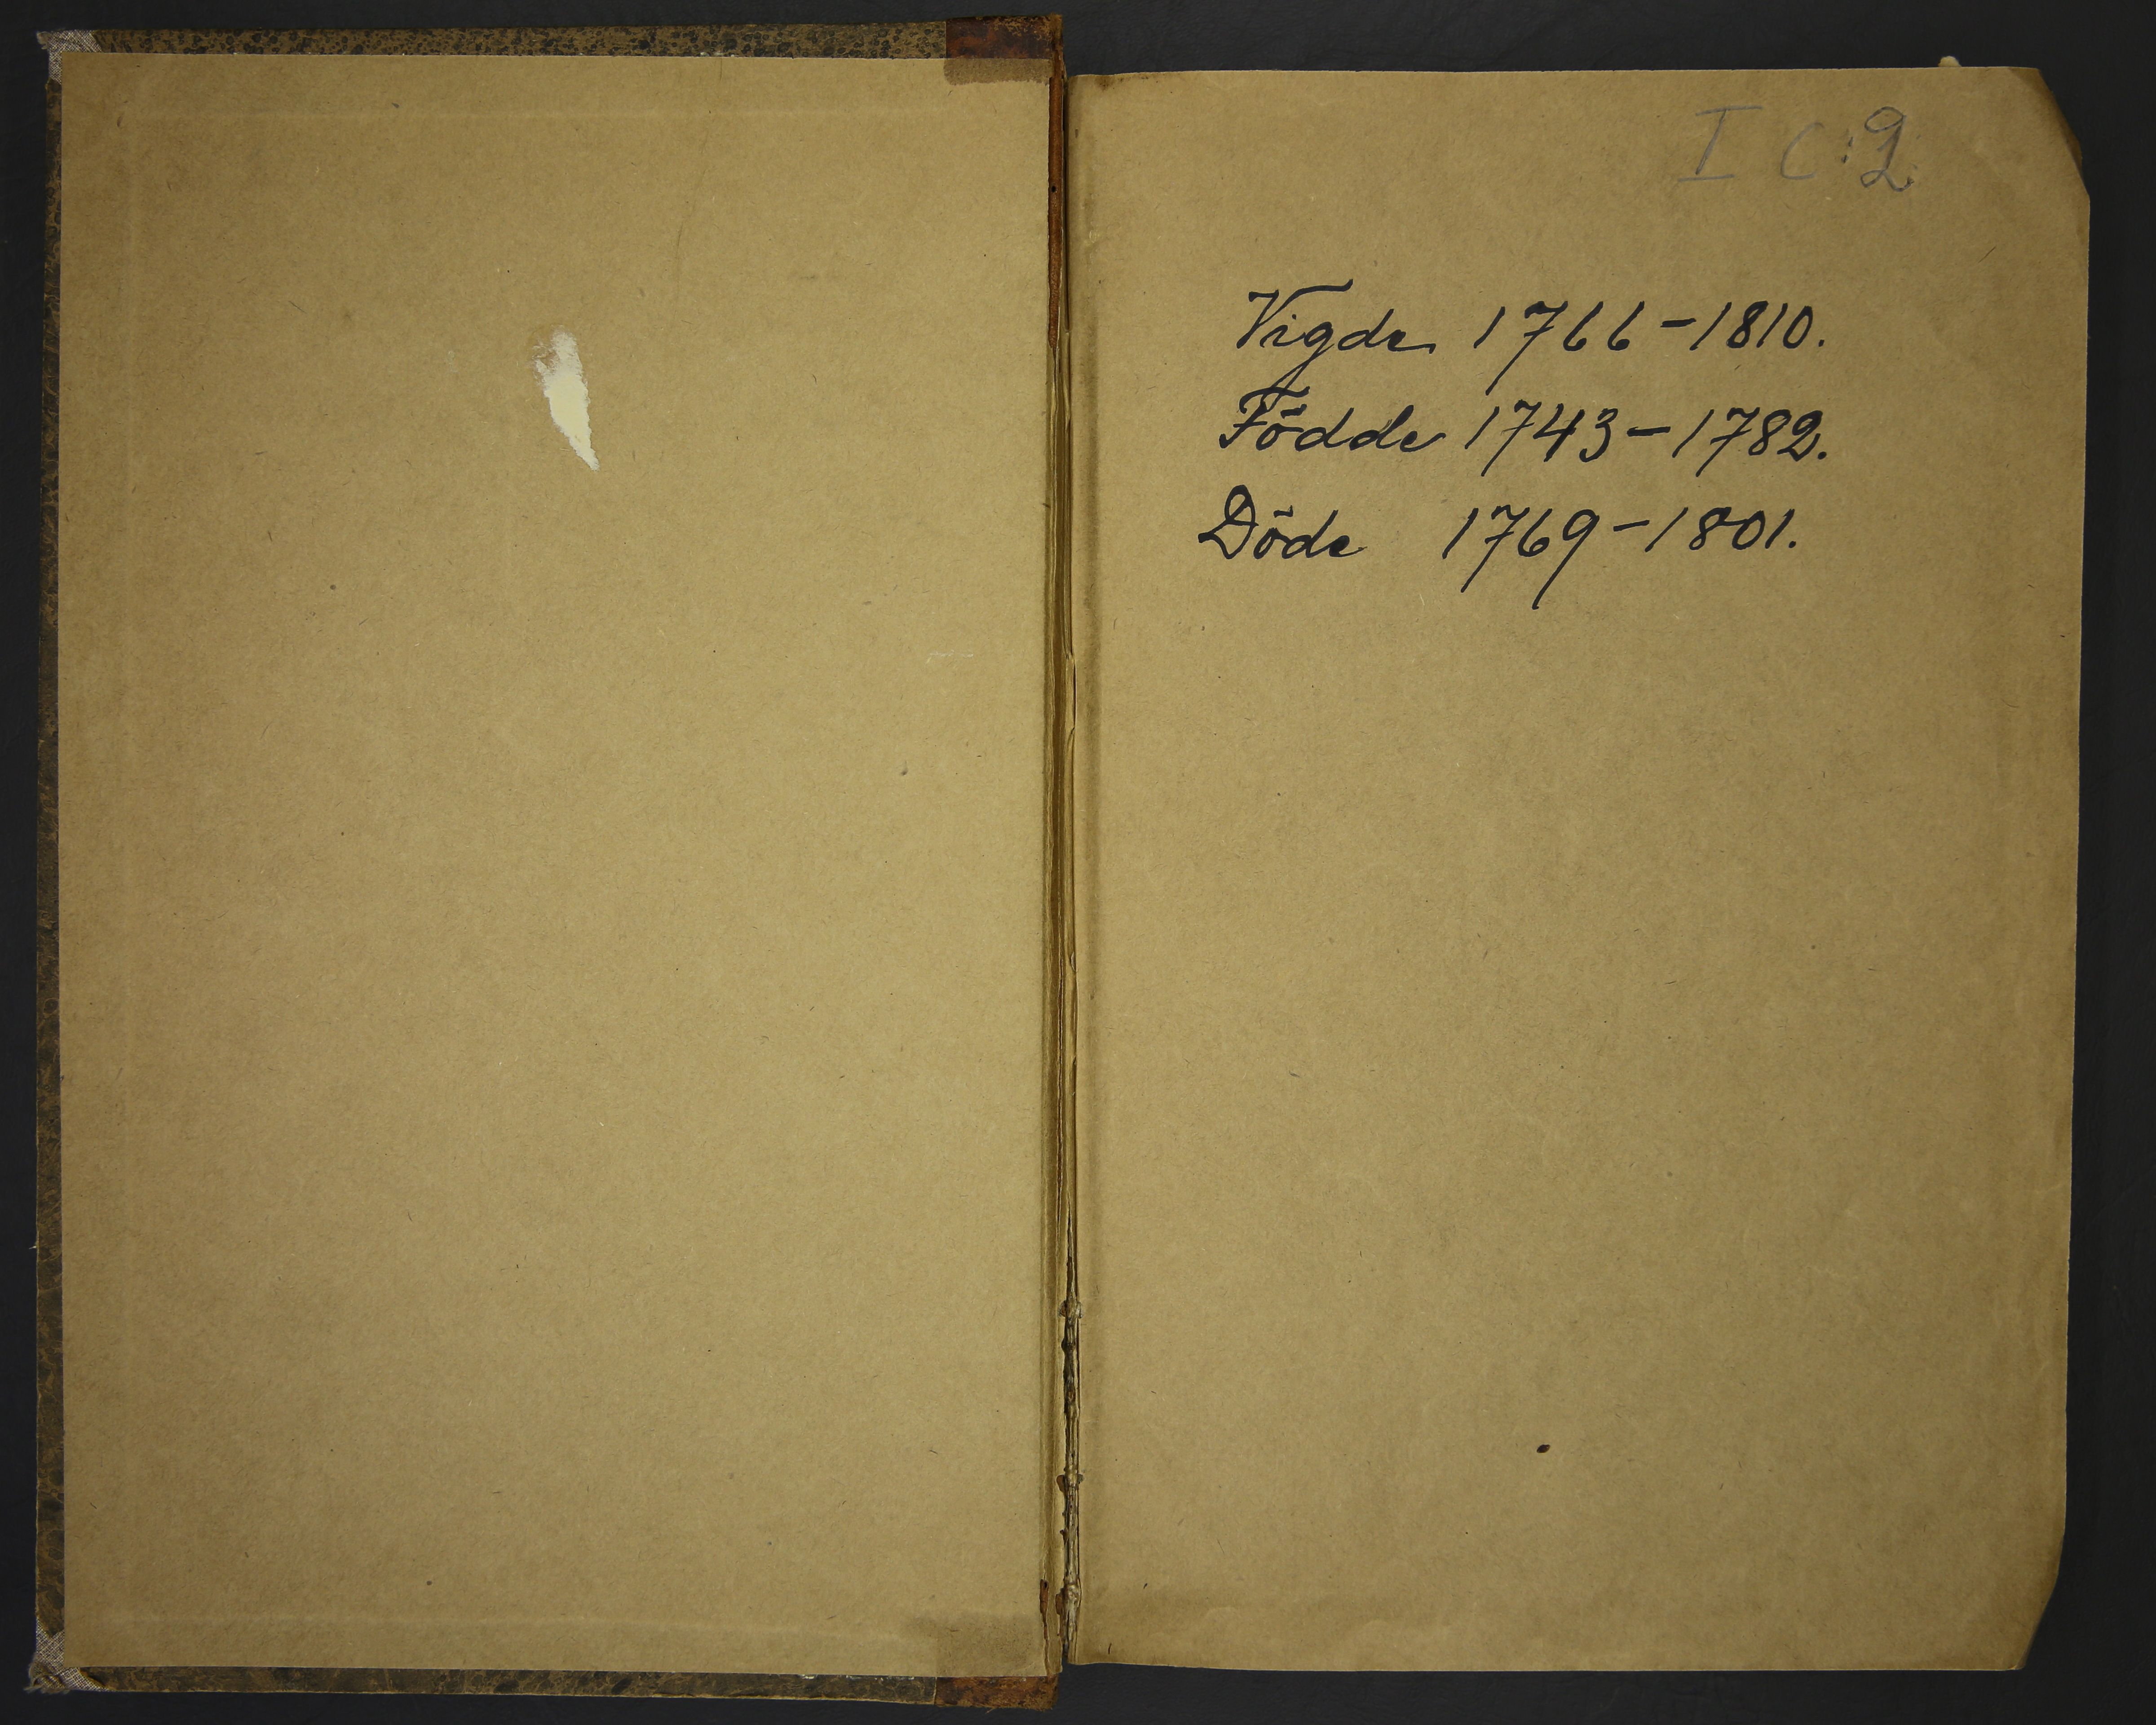 I C:2
Vigde 1766-1810.
Födde 1743-1782.
Döde 1769-1801.